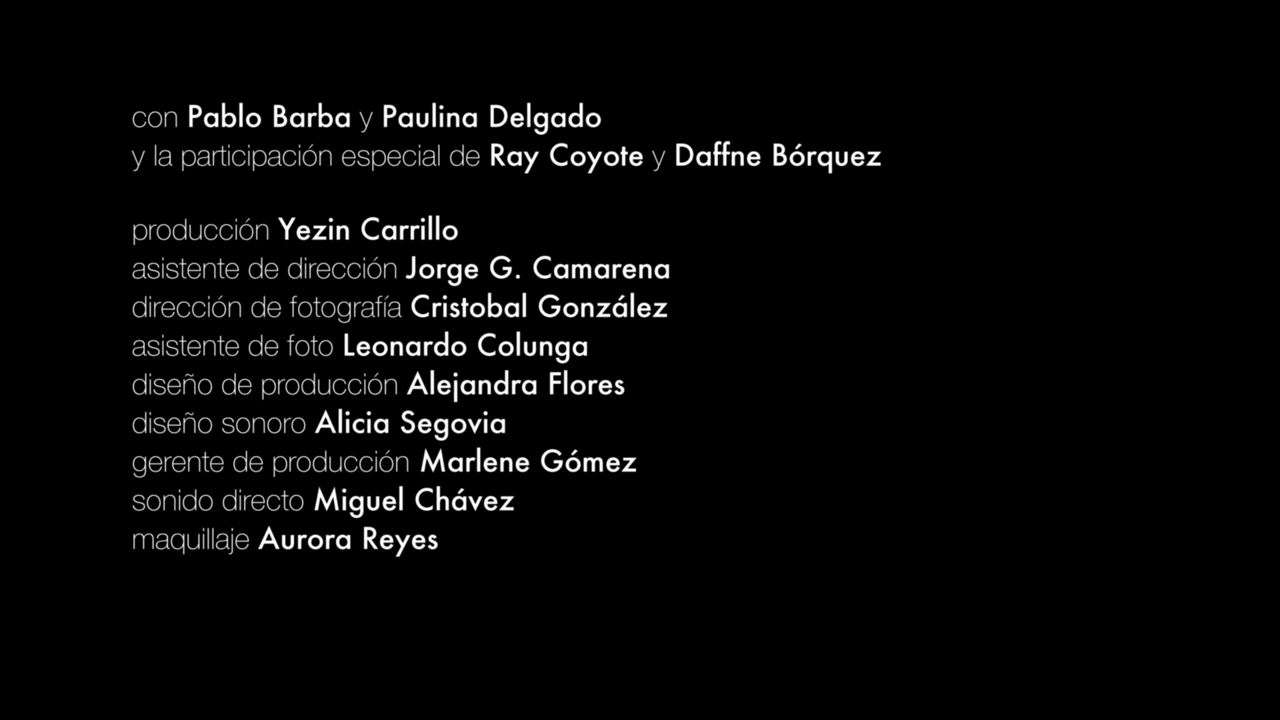 con Pablo Barba y Paulina Delgado
y la participación especial de Ray Coyote y Daffne Bórquez
producción Yezin Carrillo
asistente de dirección Jorge G. Camarena
dirección de fotografía Cristobal González
asistente de foto Leonardo Colunga
diseño de producción Alejandra Flores
diseño sonoro Alicia Segovia
gerente de producción Marlene Gómez
sonido directo Miguel Chávez
maquillaje Aurora Reyes